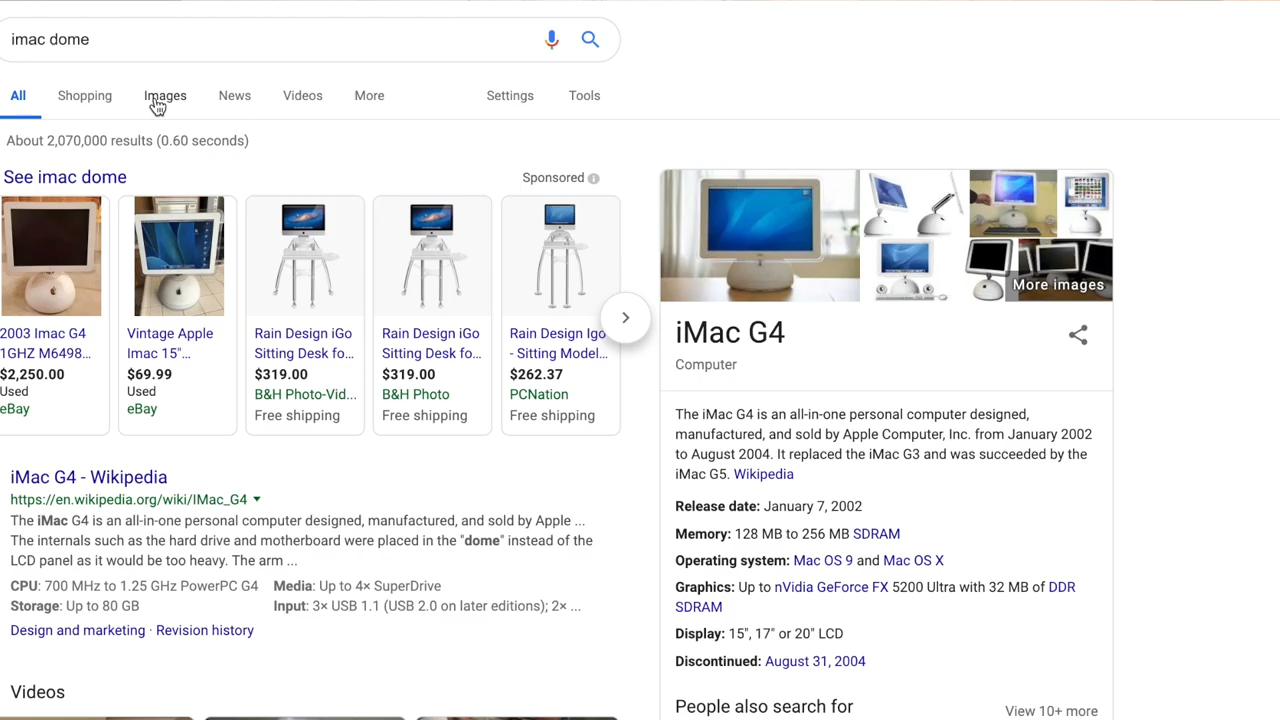 imac dome
All Shopping Images News Videos More Settings Tools
About 2,070,000 results (0.60 seconds)
See imac dome
Sponsored
2003 Imac G4
1GHZ M6498...
$2,250.00
Used
eBay
Vintage Apple
Imac 15"...
$69.99
Used
eBay
Rain Design iGo
Sitting Desk fo...
$319.00
B&H Photo-Vid...
Free shipping
Rain Design iGo
Sitting Desk fo...
$319.00
B&H Photo
Free shipping
Rain Design Igo
- Sitting Model...
$262.37
PCNation
Free shipping
iMac G4 - Wikipedia
https://en.wikipedia.org/wiki/IMac_G4
The iMac G4 is an all-in-one personal computer designed, manufactured, and sold by Apple ...
The internals such as the hard drive and motherboard were placed in the "dome" instead of the
LCD panel as it would be too heavy. The arm ...
CPU: 700 MHz to 1.25 GHz PowerPC G4 Media: Up to 4× SuperDrive
Storage: Up to 80 GB Input: 3× USB 1.1 (USB 2.0 on later editions); 2× ...
Design and marketing · Revision history
Videos
More images
iMac G4
Computer
The iMac G4 is an all-in-one personal computer designed,
manufactured, and sold by Apple Computer, Inc. from January 2002
to August 2004. It replaced the iMac G3 and was succeeded by the
iMac G5. Wikipedia
Release date: January 7, 2002
Memory: 128 MB to 256 MB SDRAM
Operating system: Mac OS 9 and Mac OS X
Graphics: Up to nVidia GeForce FX 5200 Ultra with 32 MB of DDR
SDRAM
Display: 15", 17" or 20" LCD
Discontinued: August 31, 2004
People also search for
View 10+ more